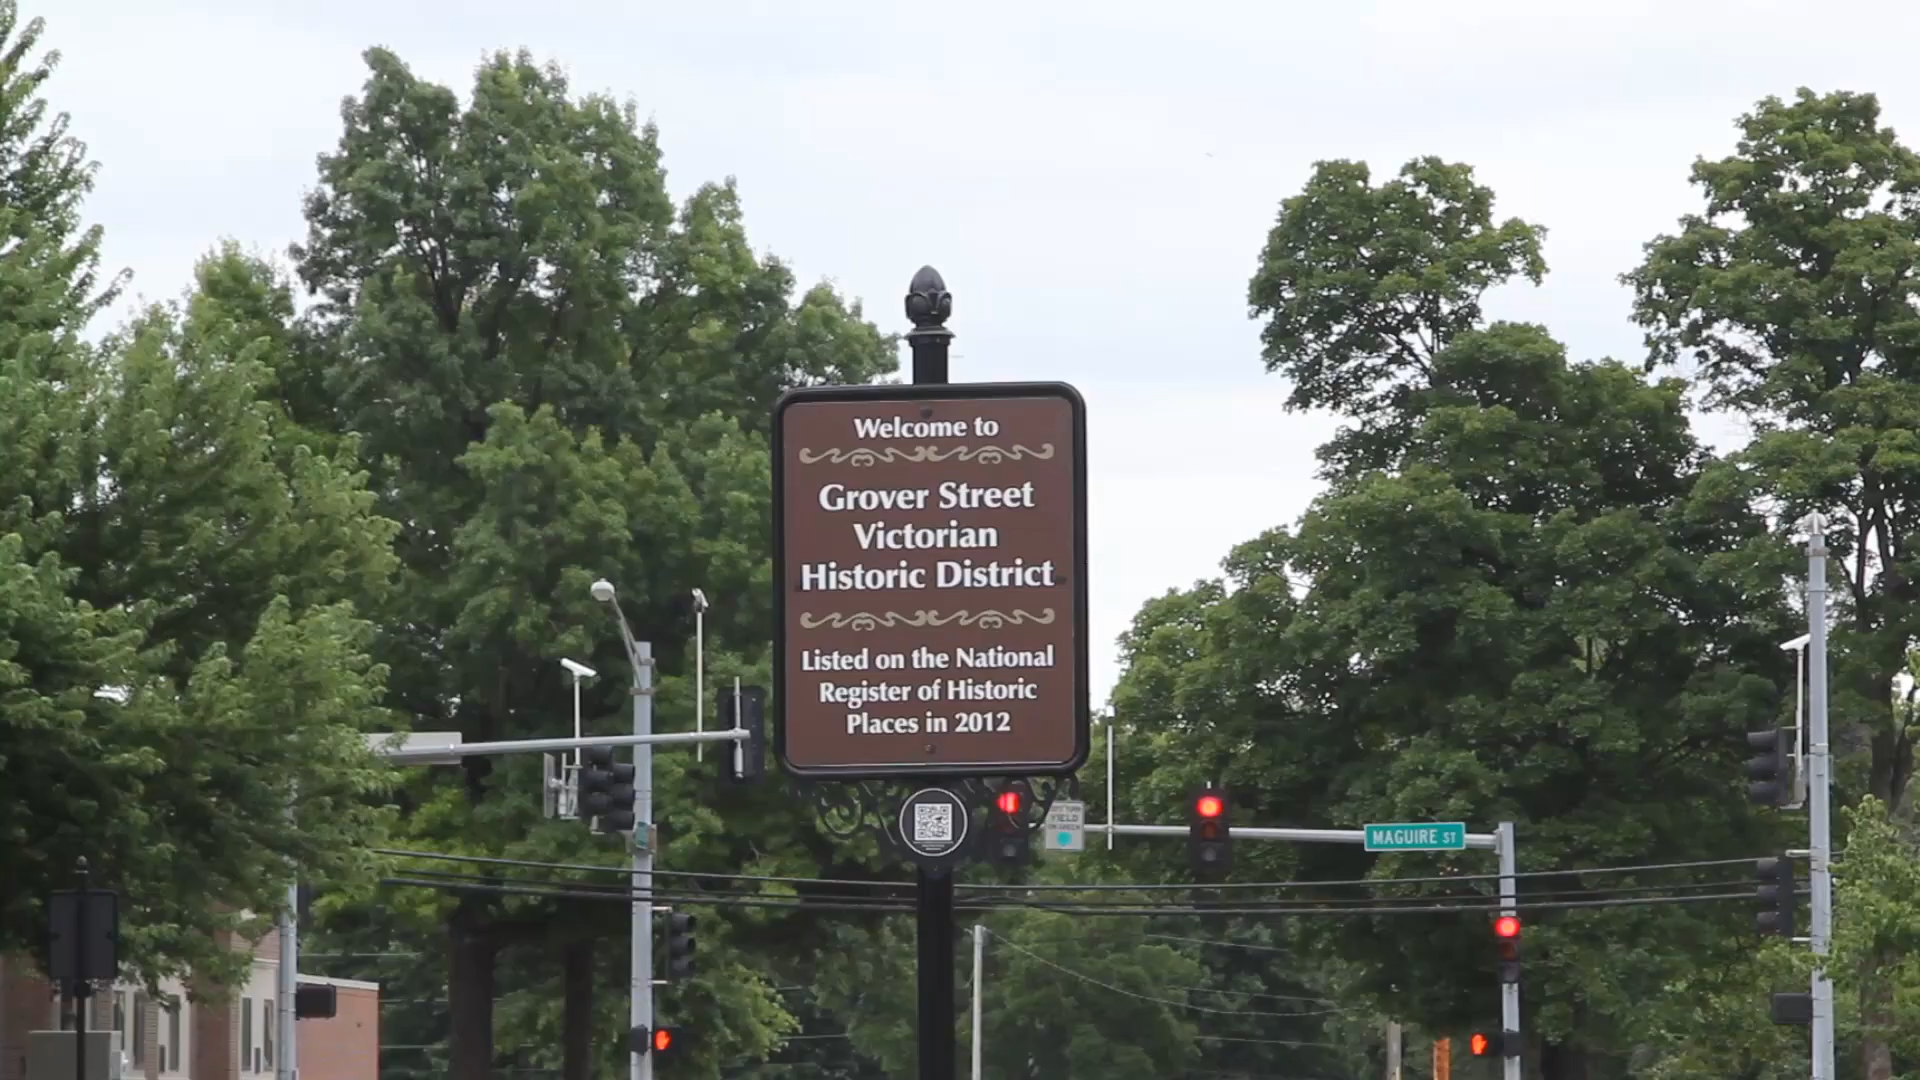 Welcome to
Grover Street
Victorian
Historic District
Listed on the National
Register of Historic
Places in 2012
YIELD
MAGUIRE ST